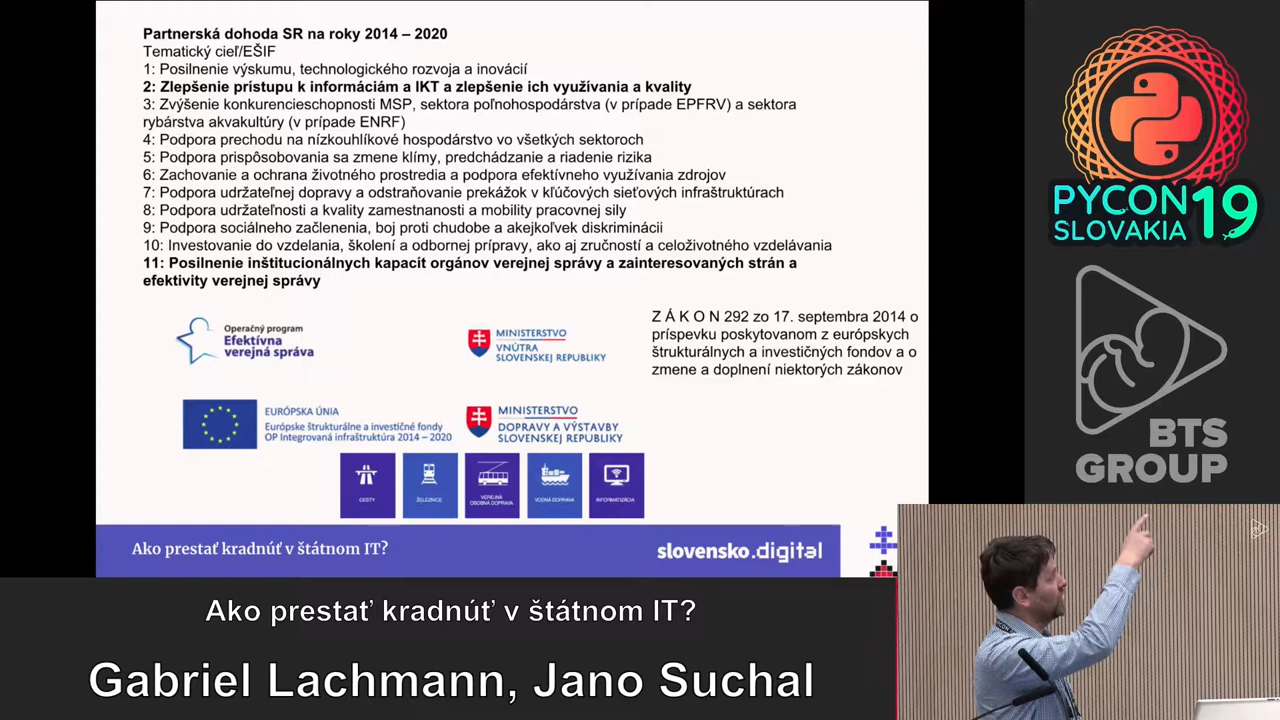 Partnerská dohoda SR na roky 2014 – 2020
Tematický cieľ/EŠIF
1: Posilnenie výskumu, technologického rozvoja a inovácií
2: Zlepšenie prístupu k informáciám a IKT a zlepšenie ich využívania a kvality
3: Zvýšenie konkurencieschopnosti MSP, sektora poľnohospodárstva (v prípade EPFRV) a sektora
rybárstva akvakultúry (v prípade ENRF)
4: Podpora prechodu na nízkouhlíkové hospodárstvo vo všetkých sektoroch
5: Podpora prispôsobovania sa zmene klímy, predchádzanie a riadenie rizika
6: Zachovanie a ochrana životného prostredia a podpora efektívneho využívania zdrojov
7: Podpora udržateľnej dopravy a odstraňovanie prekážok v kľúčových sieťových infraštruktúrach
8: Podpora udržateľnosti a kvality zamestnanosti a mobility pracovnej sily
9: Podpora sociálneho začlenenia, boj proti chudobe a akejkoľvek diskriminácii
10: Investovanie do vzdelania, školení a odbornej prípravy, ako aj zručností a celoživotného vzdelávania
11: Posilnenie inštitucionálnych kapacít orgánov verejnej správy a zainteresovaných strán a
efektivity verejnej správy
Operačný program
Efektívna
verejná správa
MINISTERSTVO
VNÚTRA
SLOVENSKEJ REPUBLIKY
Z Á K O N 292 zo 17. septembra 2014 o
príspevku poskytovanom z európskych
štrukturálnych a investičných fondov a o
zmene a doplnení niektorých zákonov
EURÓPSKA ÚNIA
Európske štrukturálne a investičné fondy
OP Integrovaná infraštruktúra 2014 – 2020
MINISTERSTVO
DOPRAVY A VÝSTAVBY
SLOVENSKEJ REPUBLIKY
CESTY
ŽELEZNICE
VEREJNÁ
OSOBNÁ DOPRAVA
VODNÁ DOPRAVA
INFORMATIZÁCIA
Ako prestať kradnúť v štátnom IT?
slovensko.digital
PYCON 19
SLOVAKIA
BTS
GROUP
Ako prestať kradnúť v štátnom IT?
Gabriel Lachmann, Jano Suchal